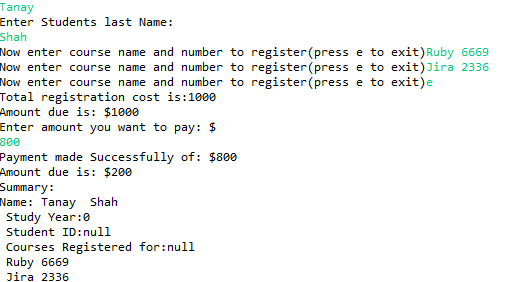 Tanay
Enter Students last Name:
Shah
Now enter course name and number to register(press e to exit)Ruby 6669
Now enter course name and number to register(press e to exit)Jira 2336
Now enter course name and number to register(press e to exit)e
Total registration cost is:1000
Amount due is: $1000
Enter amount you want to pay: $
800
Payment made Successfully of: $800
Amount due is: $200
Summary:
Name: Tanay  Shah
 Study Year:0
 Student ID:null
 Courses Registered for:null
 Ruby 6669
 Jira 2336